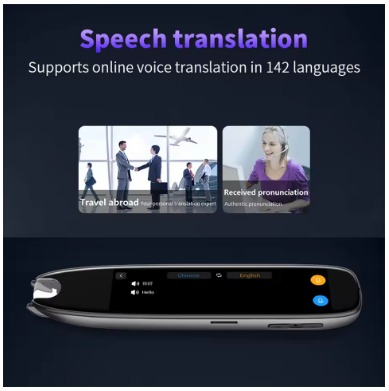 Speech translation
Supports online voice translation in 142 languages
Travel abroad Your personal translation expert
Received pronunciation
Authentic pronunciation
Chinese English
Hello